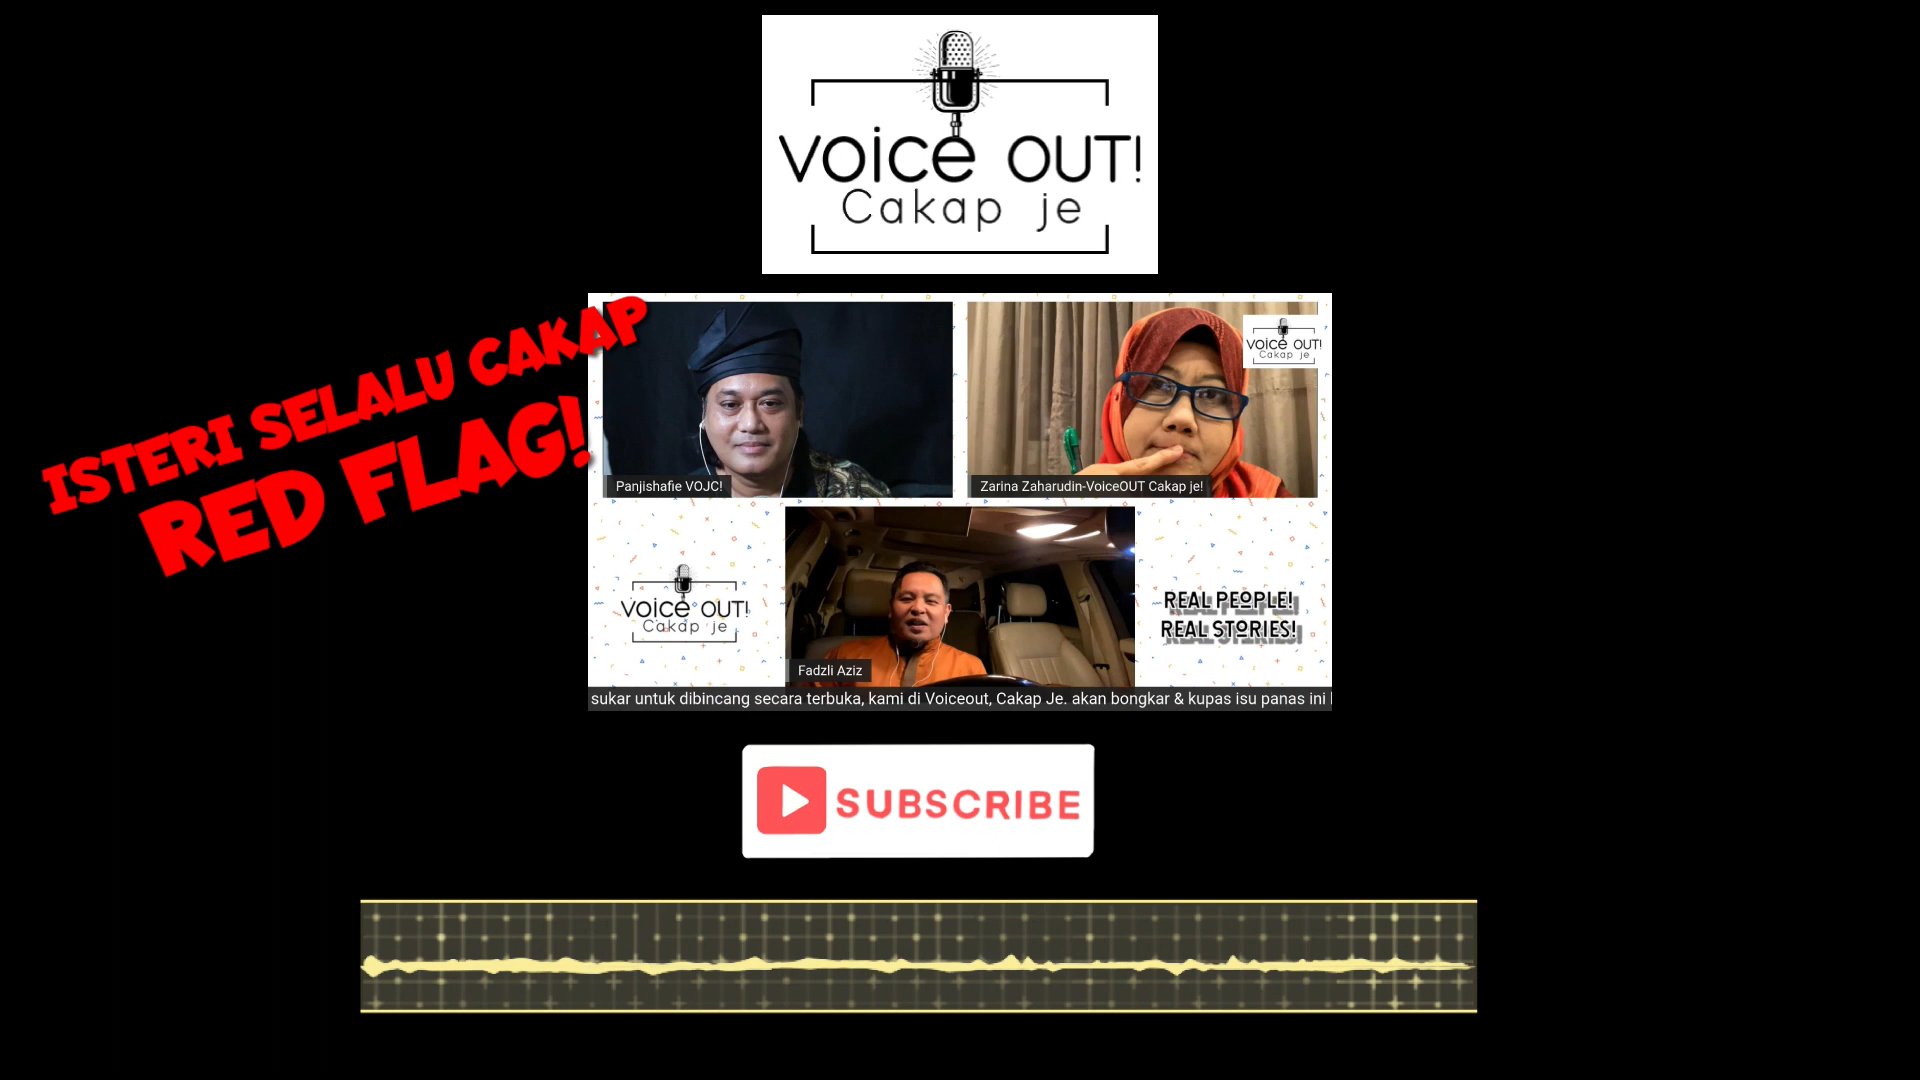 VOICE OUT!
Cakap je
ISTERI SELALU CAKAP
RED FLAG!
VOICE OUT!
Cakap je
Panjishafie VOJC!
Zarina Zaharudin-VoiceOUT Cakap je!
VOICE OUT!
Cakap je
REAL PEOPLE!
REAL STORIES!
Fadzli Aziz
sukar untuk dibincang secara terbuka, kami di Voiceout, Cakap Je. akan bongkar & kupas isu panas ini
SUBSCRIBE